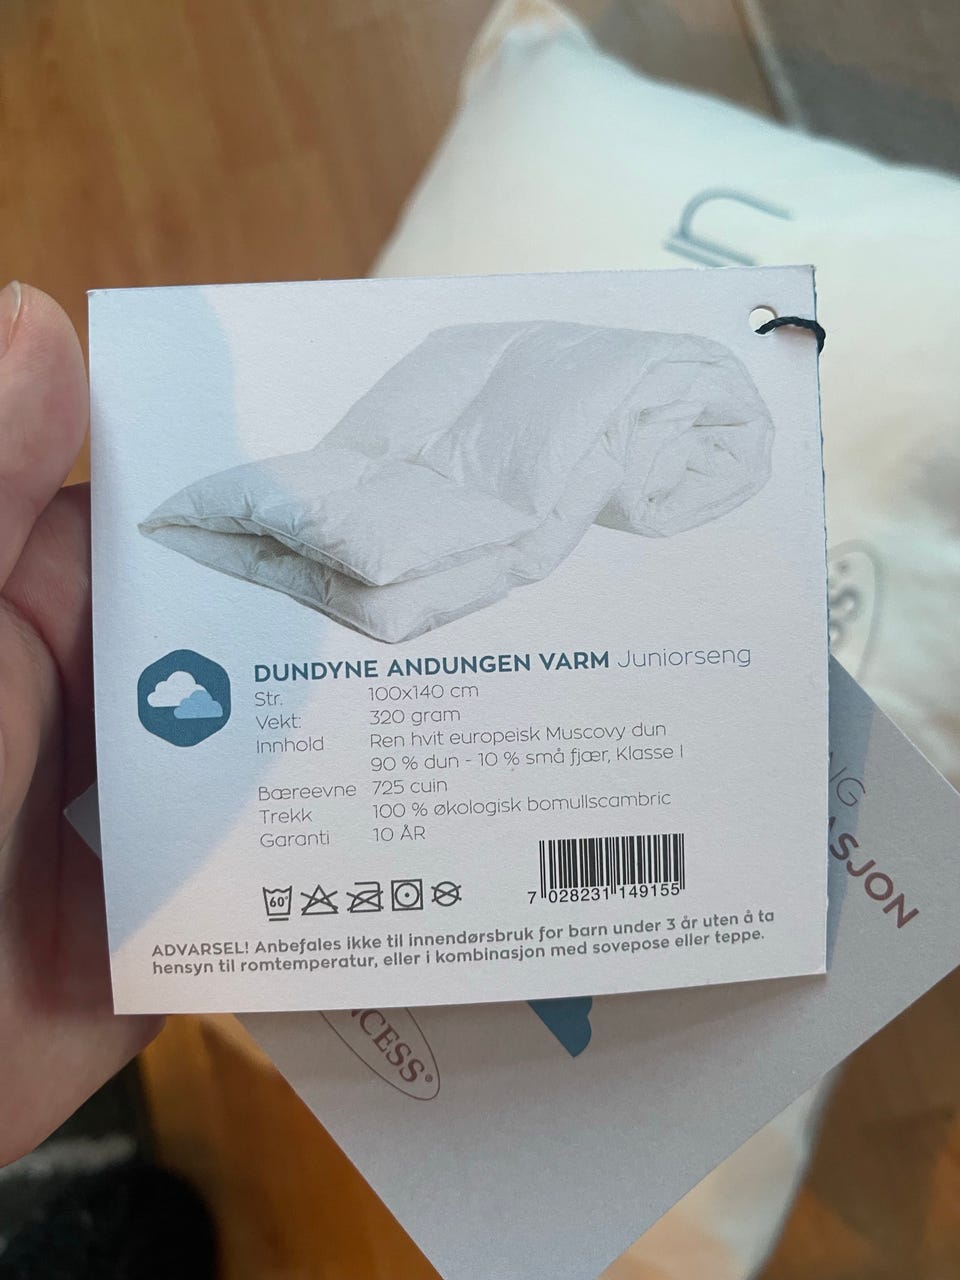 n
DUNDYNE ANDUNGEN VARM Juniorseng
Str. 100x140 cm
Vekt: 320 gram
Innhold Ren hvit europeisk Muscovy dun
90 % dun - 10 % små fjær, Klasse I
Bæreevne 725 cuin
Trekk 100 % økologisk bomullscambric
Garanti 10 ÅR
60°
7 028231 149155
ADVARSEL! Anbefales ikke til innendørsbruk for barn under 3 år uten å ta
hensyn til romtemperatur, eller i kombinasjon med sovepose eller teppe.
IG
ASJON
CESS®